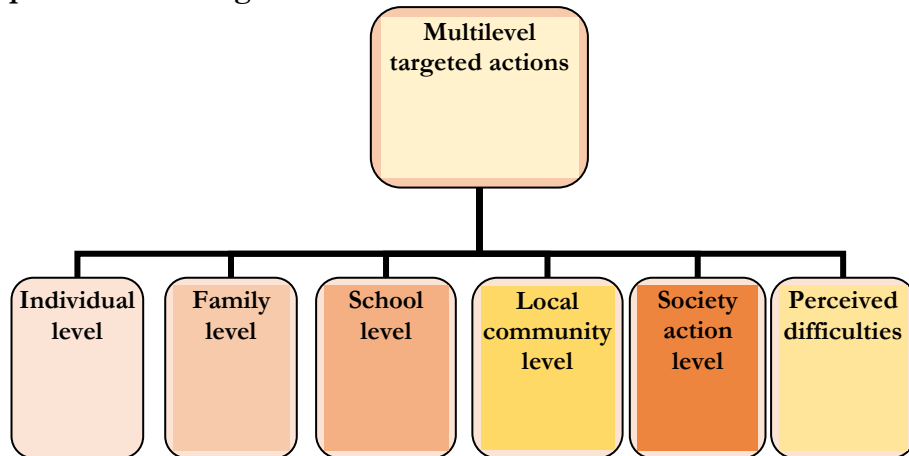 Multilevel
targeted actions
Individual
level
Family
level
School
level
Local
community
level
Society
action
level
Perceived
difficulties